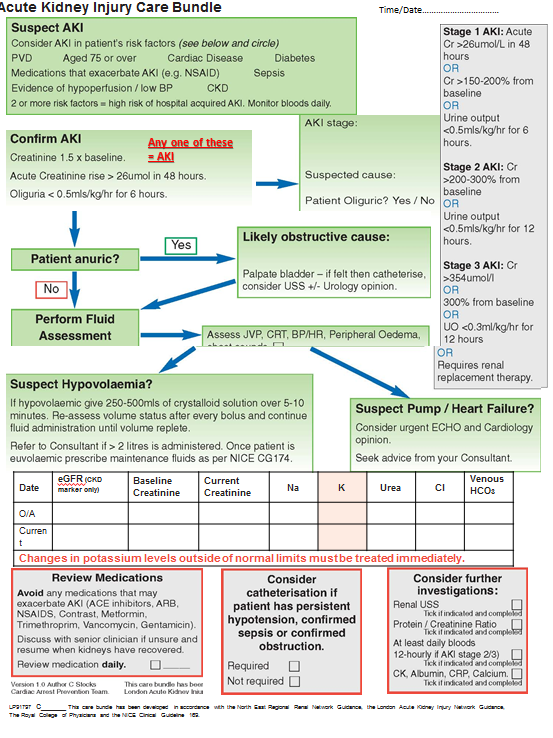 Acute Kidney Injury Care Bundle
Time/Date..............................
Suspect AKI
Consider AKI in patient's risk factors (see below and circle)
PVD Aged 75 or over Cardiac Disease Diabetes
Medications that exacerbate AKI (e.g. NSAID) Sepsis
Evidence of hypoperfusion / low BP CKD
2 or more risk factors = high risk of hospital acquired AKI. Monitor bloods daily.
Stage 1 AKI: Acute
Cr >26umol/L in 48
hours
OR
Cr >150-200% from
baseline
OR
Urine output
<0.5mls/kg/hr for 6
hours.
Stage 2 AKI: Cr
>200-300% from
baseline
OR
Urine output
<0.5mls/kg/hr for 12
hours.
Stage 3 AKI: Cr
>354umol/l
OR
300% from baseline
OR
UO <0.3ml/kg/hr for
12 hours
OR
Requires renal
replacement therapy.
Confirm AKI
Creatinine 1.5 x baseline.
Acute Creatinine rise > 26umol in 48 hours.
Oliguria < 0.5mls/kg/hr for 6 hours.
Any one of these
= AKI
AKI stage:
Suspected cause:
Patient Oliguric? Yes / No
Patient anuric?
Yes
No
Likely obstructive cause:
Palpate bladder – if felt then catheterise,
consider USS +/- Urology opinion.
Perform Fluid
Assessment
Assess JVP, CRT, BP/HR, Peripheral Oedema,
chest sounds
Suspect Hypovolaemia?
If hypovolaemic give 250-500mls of crystalloid solution over 5-10
minutes. Re-assess volume status after every bolus and continue
fluid administration until volume replete.
Refer to Consultant if > 2 litres is administered. Once patient is
euvolaemic prescribe maintenance fluids as per NICE CG174.
Suspect Pump / Heart Failure?
Consider urgent ECHO and Cardiology
opinion.
Seek advice from your Consultant.
Date eGFR (CKD marker only) Baseline Creatinine Current Creatinine Na K Urea Cl Venous HCO3
O/A
Curren
t
Changes in potassium levels outside of normal limits must be treated immediately.
Review Medications
Avoid any medications that may
exacerbate AKI (ACE inhibitors, ARB,
NSAIDS, Contrast, Metformin,
Trimethroprim, Vancomycin, Gentamicin).
Discuss with senior clinician if unsure and
resume when kidneys have recovered.
Review medication daily. ______
Consider
catheterisation if
patient has persistent
hypotension, confirmed
sepsis or confirmed
obstruction.
Required
Not required
Consider further
investigations:
Renal USS
Tick if indicated and completed
Protein / Creatinine Ratio
Tick if indicated and completed
At least daily bloods
12-hourly if AKI stage 2/3)
Tick if indicated and completed
CK, Albumin, CRP, Calcium.
Tick if indicated and completed
Version 1.0 Author C Stocks
Cardiac Arrest Prevention Team.
This care bundle has been
London Acute Kidney Inju
LP91797 C______ This care bundle has been developed in accordance with the North East Regional Renal Network Guidance, the London Acute Kidney Injury Network Guidance,
The Royal College of Physicians and the NICE Clinical Guideline 169.